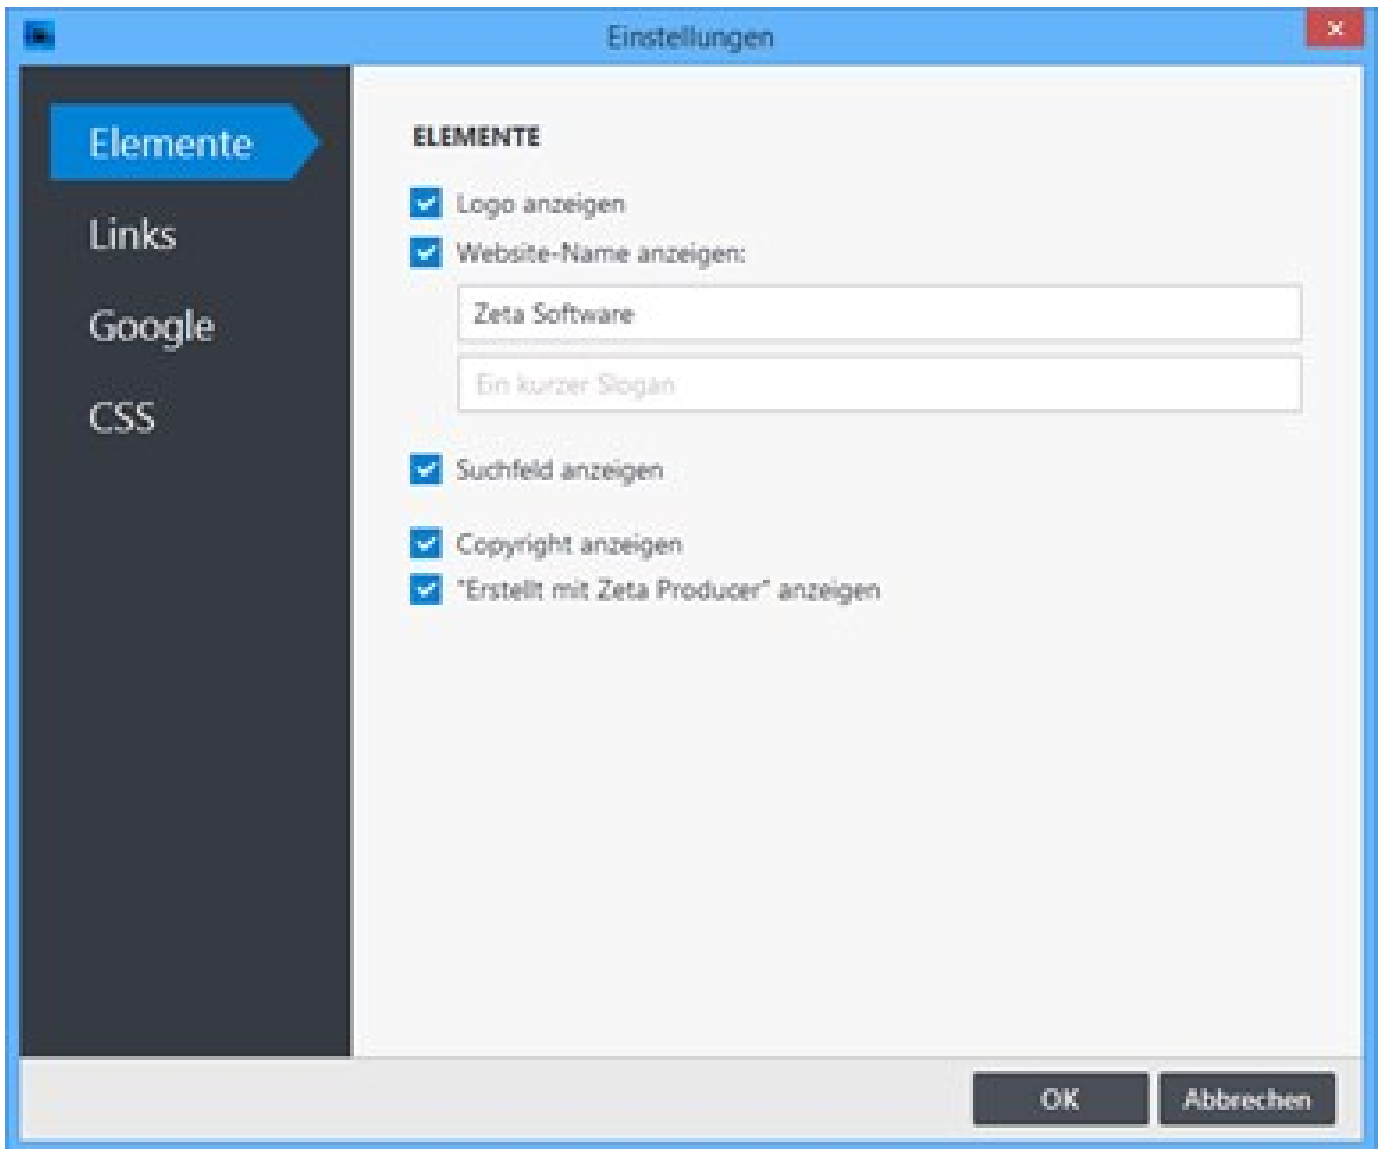 Einstellungen
Elemente
Links
Google
CSS
ELEMENTE
Logo anzeigen
Website-Name anzeigen:
Zeta Software
Ein kurzer Slogan
Suchfeld anzeigen
Copyright anzeigen
"Erstellt mit Zeta Producer" anzeigen
OK
Abbrechen